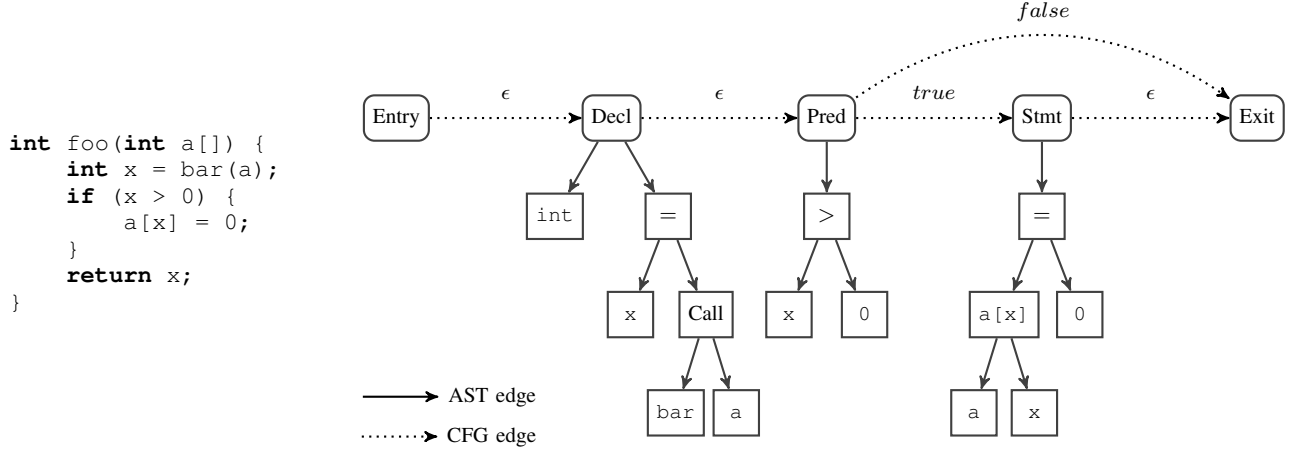 int foo(int a[]) {
int x = bar(a);
if (x > 0) {
a[x] = 0;
}
return x;
}
false
ϵ ϵ true ϵ
Entry Decl Pred Stmt Exit
int = > =
x Call x 0 a[x] 0
bar a a x
AST edge
CFG edge